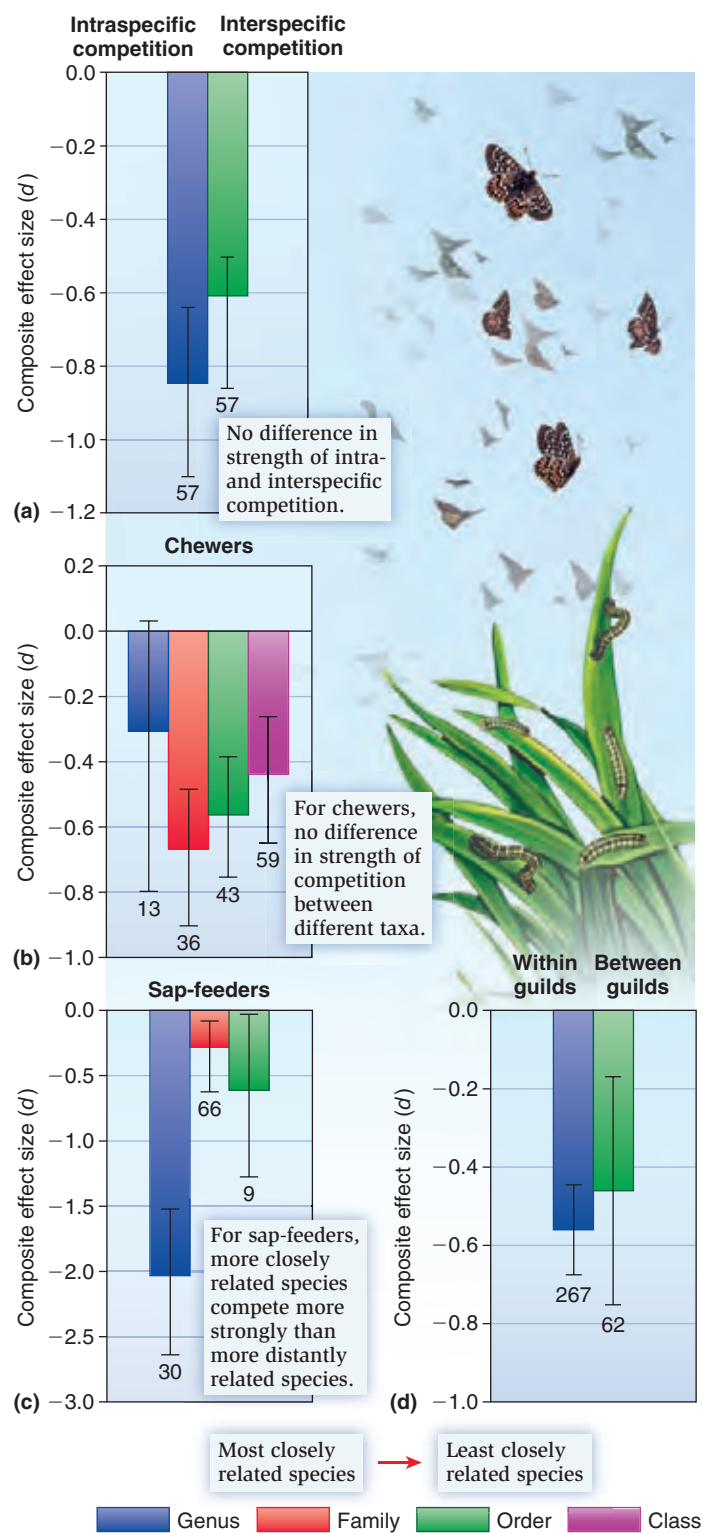 Intraspecific
competition
Interspecific
competition
0.0
−0.2
−0.4
−0.6
−0.8
−1.0
−1.2
Composite effect size (d)
57
57
No difference in
strength of intra-
and interspecific
competition.
(a)
Chewers
0.2
0.0
−0.2
−0.4
−0.6
−0.8
−1.0
Composite effect size (d)
13
36
43
59
For chewers,
no difference
in strength of
competition
between
different taxa.
(b)
Sap-feeders
0.0
−0.5
−1.0
−1.5
−2.0
−2.5
−3.0
Composite effect size (d)
30
66
9
For sap-feeders,
more closely
related species
compete more
strongly than
more distantly
related species.
(c)
Within
guilds
Between
guilds
0.0
−0.2
−0.4
−0.6
−0.8
−1.0
Composite effect size (d)
267
62
(d)
Most closely
related species
Least closely
related species
Genus
Family
Order
Class